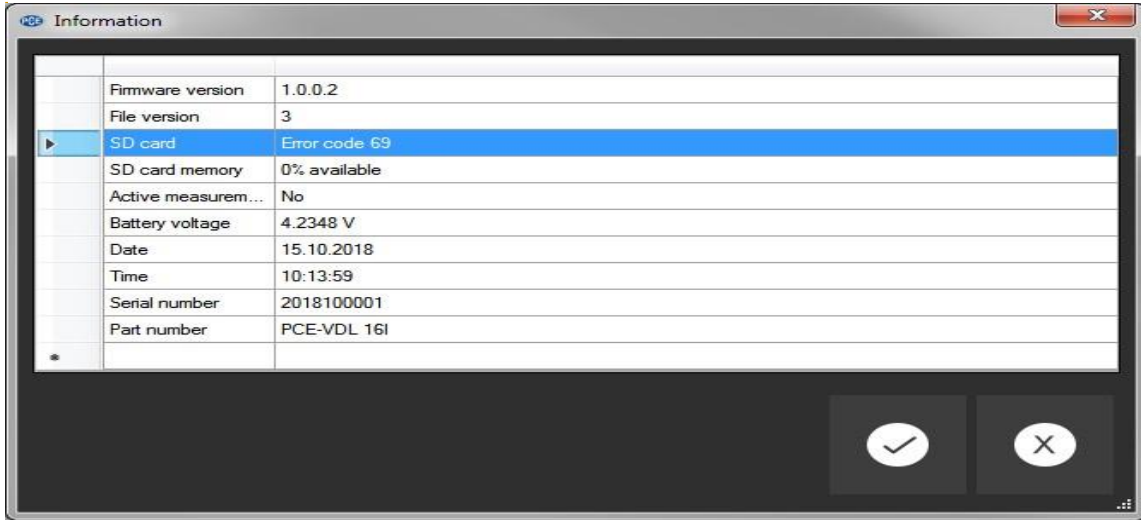 PCE Information
Firmware version 1.0.0.2
File version 3
SD card Error code 69
SD card memory 0% available
Active measurem... No
Battery voltage 4.2348 V
Date 15.10.2018
Time 10:13:59
Serial number 2018100001
Part number PCE-VDL 16I